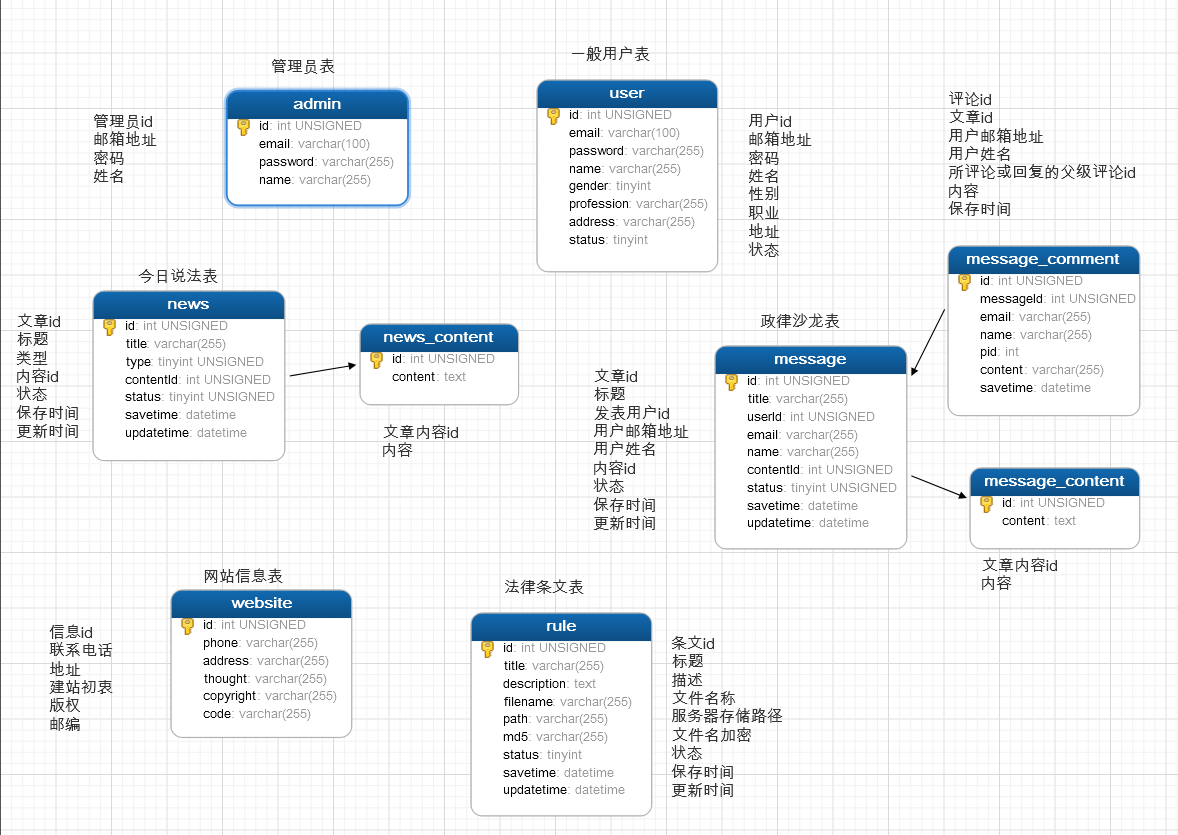 管理员表
admin
id: int UNSIGNED
email: varchar(100)
password: varchar(255)
name: varchar(255)
管理员id
邮箱地址
密码
姓名
一般用户表
user
id: int UNSIGNED
email: varchar(100)
password: varchar(255)
name: varchar(255)
gender: tinyint
profession: varchar(255)
address: varchar(255)
status: tinyint
用户id
邮箱地址
密码
姓名
性别
职业
地址
状态
评论id
文章id
用户邮箱地址
用户姓名
所评论或回复的父级评论id
内容
保存时间
message_comment
id: int UNSIGNED
messageId: int UNSIGNED
email: varchar(255)
name: varchar(255)
pid: int
content: varchar(255)
savetime: datetime
今日说法表
news
id: int UNSIGNED
title: varchar(255)
type: tinyint UNSIGNED
contentId: int UNSIGNED
status: tinyint UNSIGNED
savetime: datetime
updatetime: datetime
文章id
标题
类型
内容id
状态
保存时间
更新时间
news_content
id: int UNSIGNED
content: text
文章内容id
内容
政律沙龙表
message
id: int UNSIGNED
title: varchar(255)
userId: int UNSIGNED
email: varchar(255)
name: varchar(255)
contentId: int UNSIGNED
status: tinyint UNSIGNED
savetime: datetime
updatetime: datetime
文章id
标题
发表用户id
用户邮箱地址
用户姓名
内容id
状态
保存时间
更新时间
message_content
id: int UNSIGNED
content: text
文章内容id
内容
网站信息表
website
id: int UNSIGNED
phone: varchar(255)
address: varchar(255)
thought: varchar(255)
copyright: varchar(255)
code: varchar(255)
信息id
联系电话
地址
建站初衷
版权
邮编
法律条文表
rule
id: int UNSIGNED
title: varchar(255)
description: text
filename: varchar(255)
path: varchar(255)
md5: varchar(255)
status: tinyint
savetime: datetime
updatetime: datetime
条文id
标题
描述
文件名称
服务器存储路径
文件名加密
状态
保存时间
更新时间